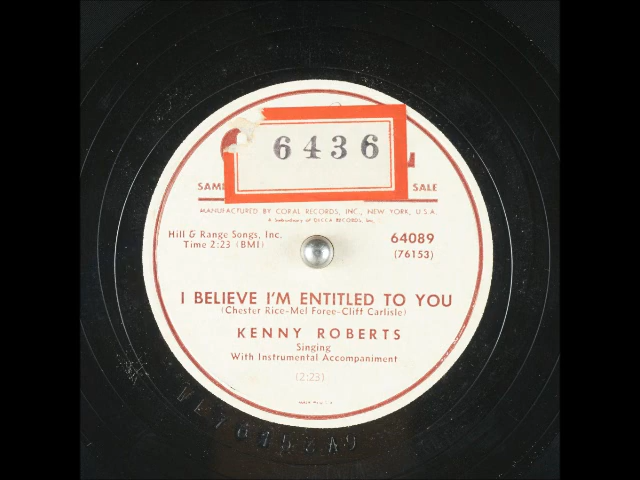 6436
SAM
SALE
MANUFACTURED BY CORAL RECORDS, INC., NEW YORK, U.S.A.
A Subsidiary of DECCA RECORDS, Inc.
Hill & Range Songs, Inc.
Time 2:23 (BMI)
64089
(76153)
I BELIEVE I'M ENTITLED TO YOU
(Chester Rice-Mel Foree-Cliff Carlisle)
KENNY ROBERTS
Singing
With Instrumental Accompaniment
(2:23)